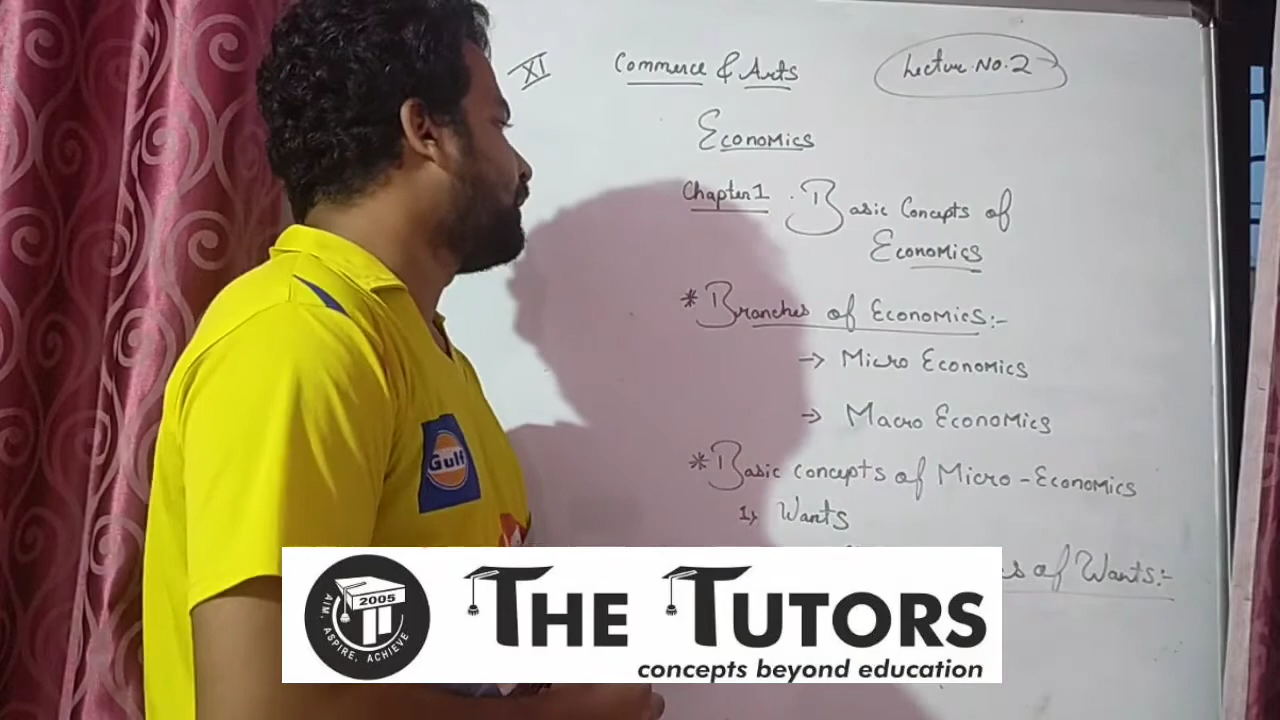 XI Commerce & Arts Lecture No. 2
Economics
Chapter 1. Basic Concepts of
Economics
* Branches of Economics:-
→ Micro Economics
→ Macro Economics
* Basic concepts of Micro-Economics
1) Wants
of Wants:-
Gulf
2005
AIM, ASPIRE, ACHIEVE
THE TUTORS
concepts beyond education